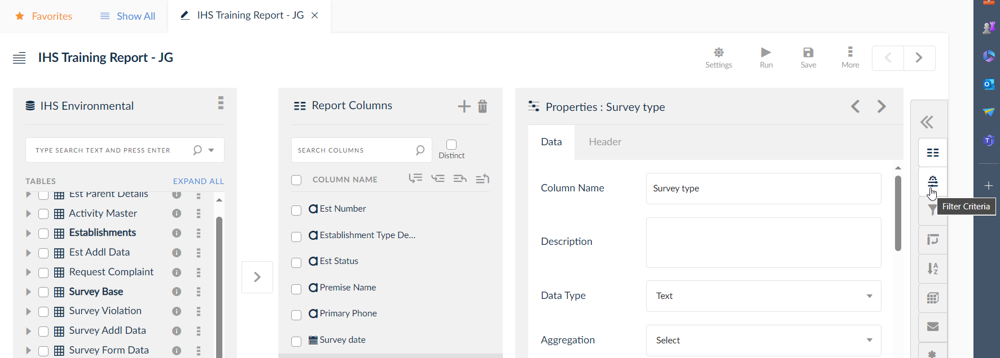 Favorites
Show All
IHS Training Report - JG
IHS Training Report - JG
Settings
Run
Save
More
IHS Environmental
TYPE SEARCH TEXT AND PRESS ENTER
TABLES
EXPAND ALL
Est Parent Details
Activity Master
Establishments
Est Addl Data
Request Complaint
Survey Base
Survey Violation
Survey Addl Data
Survey Form Data
Report Columns
SEARCH COLUMNS
Distinct
COLUMN NAME
Est Number
Establishment Type De...
Est Status
Premise Name
Primary Phone
Survey date
Properties : Survey type
Data
Header
Column Name
Survey type
Description
Data Type
Text
Aggregation
Select
Filter Criteria